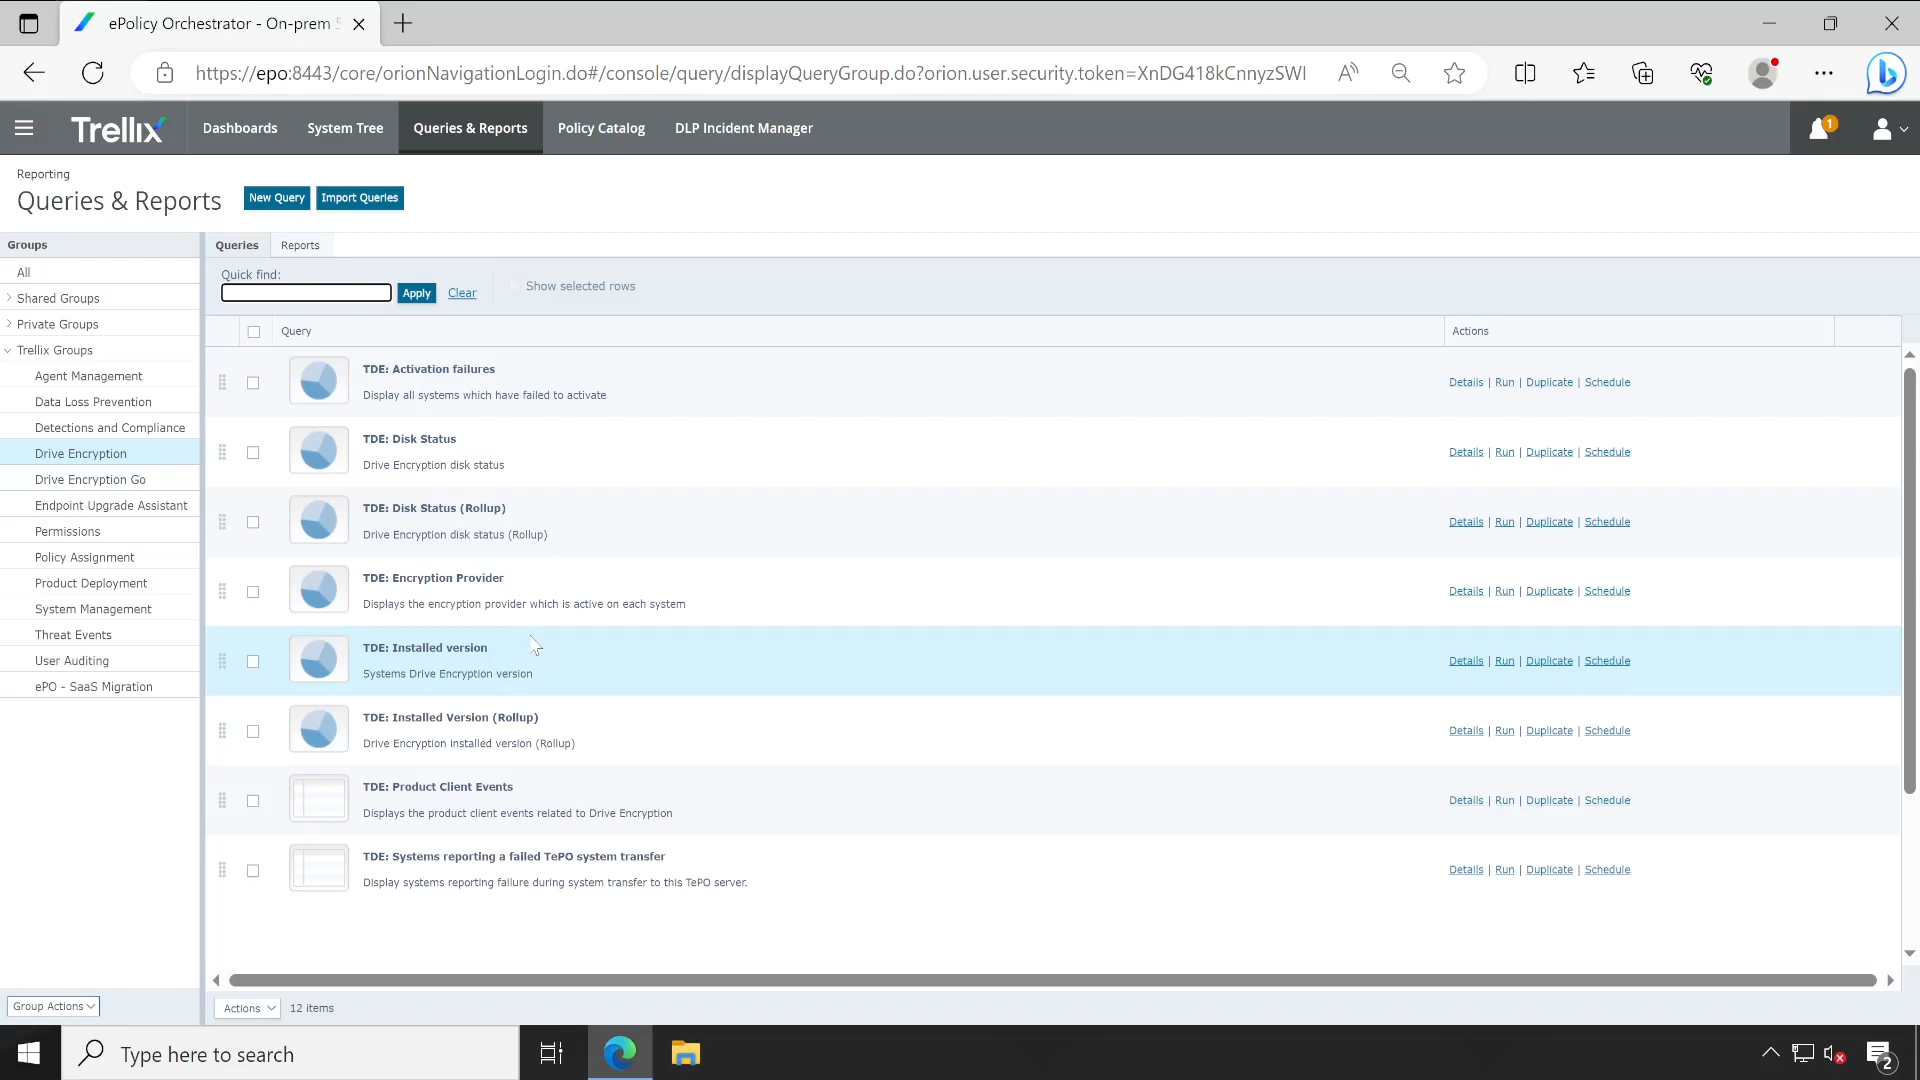 ePolicy Orchestrator - On-prem
https://epo:8443/core/orionNavigationLogin.do#/console/query/displayQueryGroup.do?orion.user.security.token=XnDG418kCnnyzSWI
Trellix
Dashboards System Tree Queries & Reports Policy Catalog DLP Incident Manager 1
Reporting
Queries & Reports New Query Import Queries
Groups
All
Shared Groups
Private Groups
Trellix Groups
Agent Management
Data Loss Prevention
Detections and Compliance
Drive Encryption
Drive Encryption Go
Endpoint Upgrade Assistant
Permissions
Policy Assignment
Product Deployment
System Management
Threat Events
User Auditing
ePO - SaaS Migration
Group Actions
Queries Reports
Quick find:
Apply Clear Show selected rows
Query Actions
TDE: Activation failures
Display all systems which have failed to activate
Details | Run | Duplicate | Schedule
TDE: Disk Status
Drive Encryption disk status
Details | Run | Duplicate | Schedule
TDE: Disk Status (Rollup)
Drive Encryption disk status (Rollup)
Details | Run | Duplicate | Schedule
TDE: Encryption Provider
Displays the encryption provider which is active on each system
Details | Run | Duplicate | Schedule
TDE: Installed version
Systems Drive Encryption version
Details | Run | Duplicate | Schedule
TDE: Installed Version (Rollup)
Drive Encryption installed version (Rollup)
Details | Run | Duplicate | Schedule
TDE: Product Client Events
Displays the product client events related to Drive Encryption
Details | Run | Duplicate | Schedule
TDE: Systems reporting a failed TePO system transfer
Display systems reporting failure during system transfer to this TePO server.
Details | Run | Duplicate | Schedule
Actions 12 items
Type here to search
2